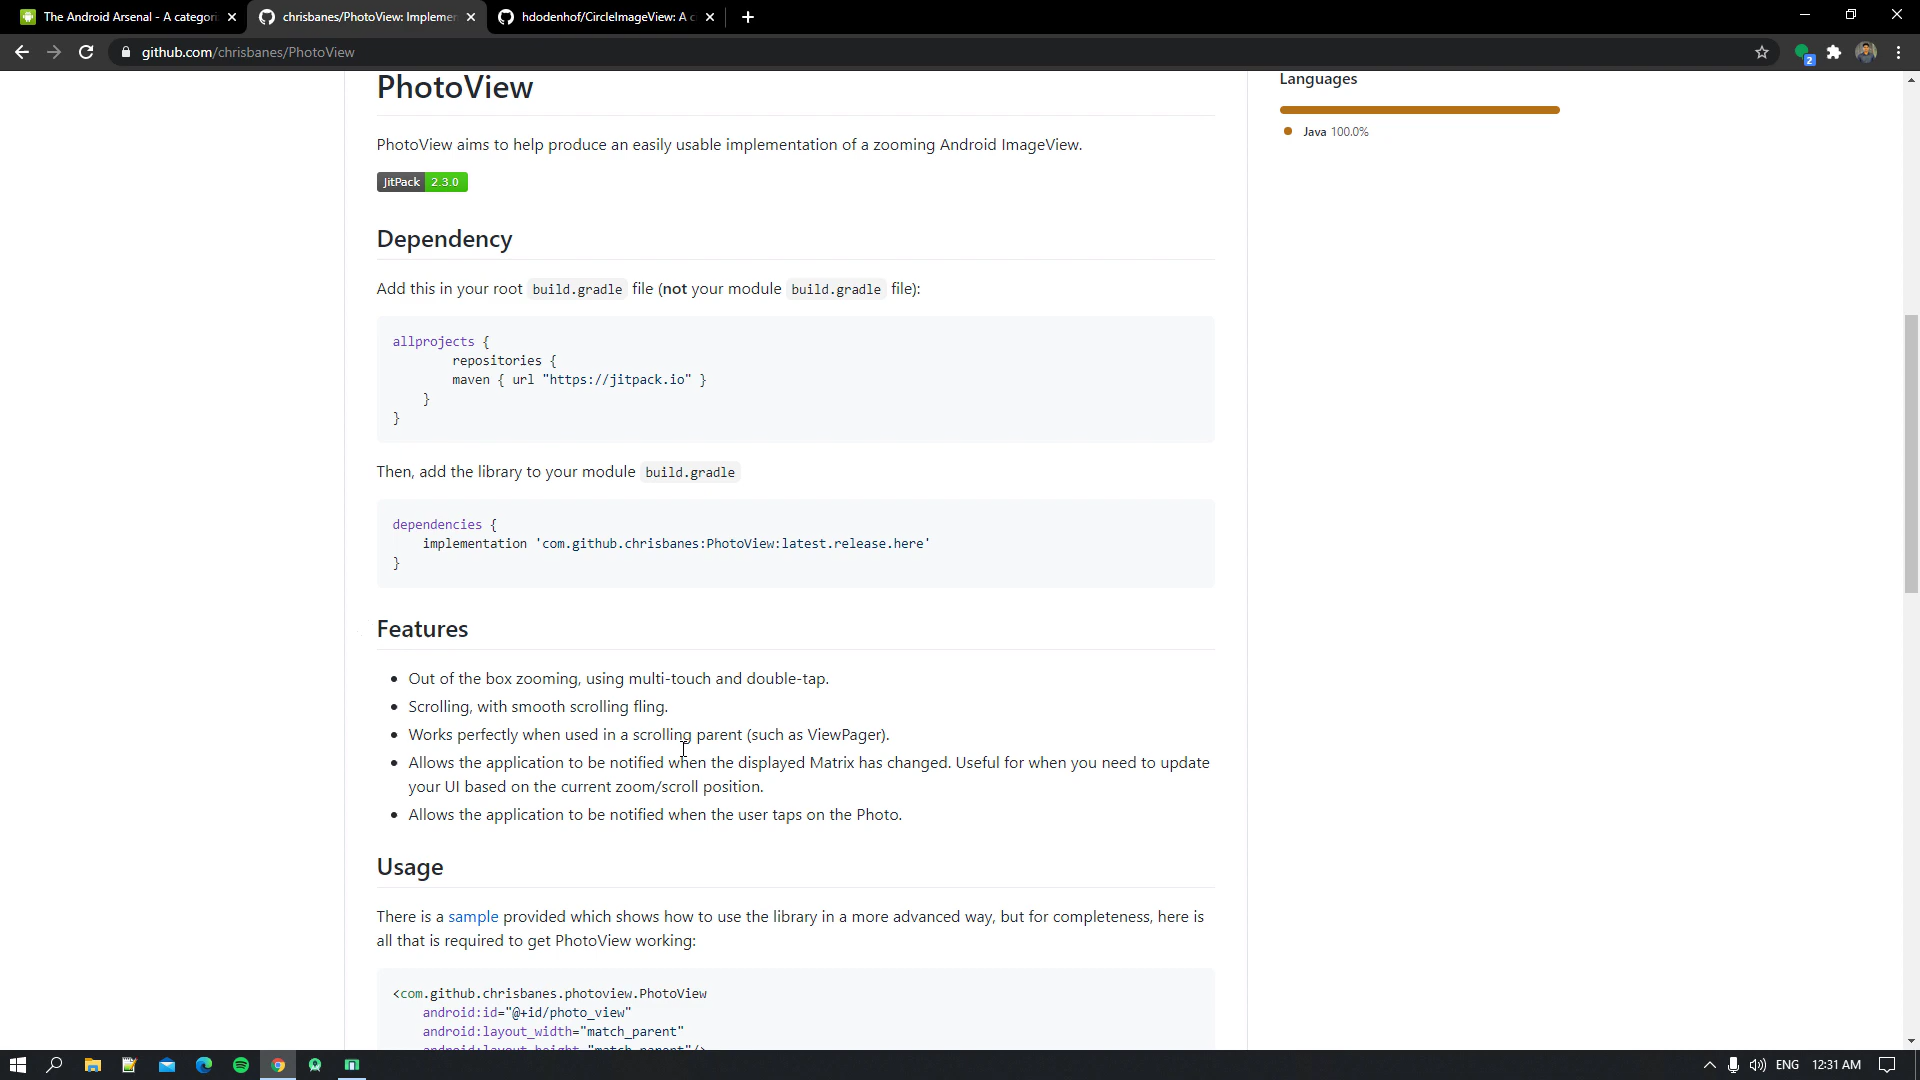 The Android Arsenal - A categori
chrisbanes/PhotoView: Implemen
hdodenhof/CircleImageView: A c
github.com/chrisbanes/PhotoView
2
PhotoView
PhotoView aims to help produce an easily usable implementation of a zooming Android ImageView.
JitPack 2.3.0
Dependency
Add this in your root build.gradle file (not your module build.gradle file):
allprojects {
repositories {
maven { url "https://jitpack.io" }
}
}
Then, add the library to your module build.gradle
dependencies {
implementation 'com.github.chrisbanes:PhotoView:latest.release.here'
}
Features
• Out of the box zooming, using multi-touch and double-tap.
• Scrolling, with smooth scrolling fling.
• Works perfectly when used in a scrolling parent (such as ViewPager).
• Allows the application to be notified when the displayed Matrix has changed. Useful for when you need to update
your UI based on the current zoom/scroll position.
• Allows the application to be notified when the user taps on the Photo.
Usage
There is a sample provided which shows how to use the library in a more advanced way, but for completeness, here is
all that is required to get PhotoView working:
<com.github.chrisbanes.photoview.PhotoView
android:id="@+id/photo_view"
android:layout_width="match_parent"
android:layout_height="match_parent"/>
Languages
Java 100.0%
ENG
12:31 AM